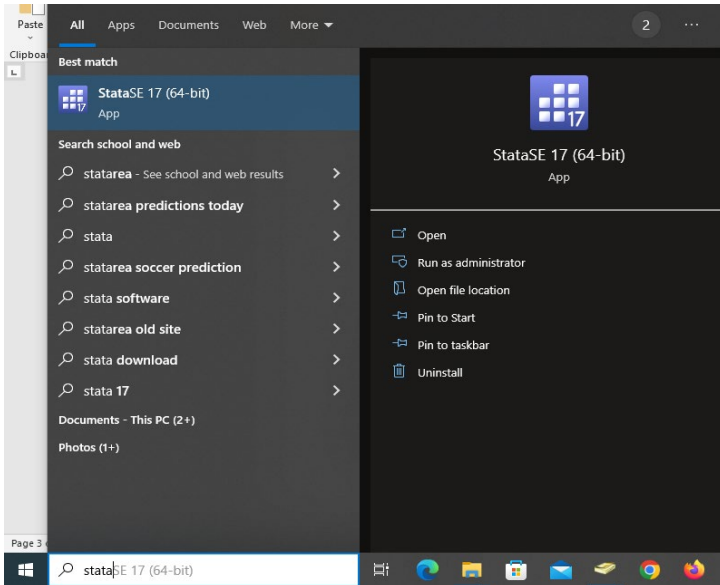 Paste
All Apps Documents Web More 2 ...
Clipboa
Best match
StataSE 17 (64-bit)
App
17
Search school and web
statarea - See school and web results
statarea predictions today
stata
statarea soccer prediction
stata software
statarea old site
stata download
stata 17
Documents - This PC (2+)
Photos (1+)
17
StataSE 17 (64-bit)
App
Open
Run as administrator
Open file location
Pin to Start
Pin to taskbar
Uninstall
Page 3
stataSE 17 (64-bit)